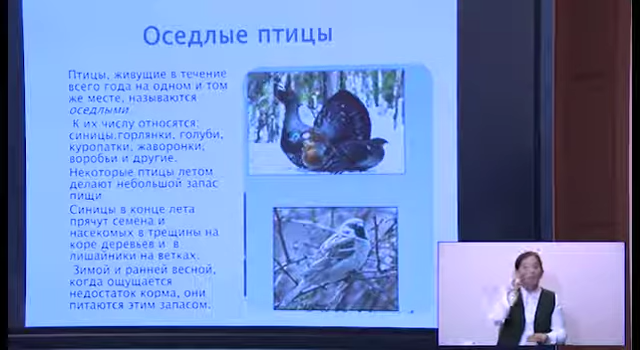 Оседлые птицы
Птицы, живущие в течение
всего года на одном и том
же месте, называются
оседлыми.
К их числу относятся:
синицы,горлянки, голуби,
куропатки, жаворонки,
воробьи и другие.
Некоторые птицы летом
делают небольшой запас
пищи
Синицы в конце лета
прячут семена и
насекомых в трещины на
коре деревьев и в
лишайники на ветках.
Зимой и ранней весной,
когда ощущается
недостаток корма, они
питаются этим запасом.